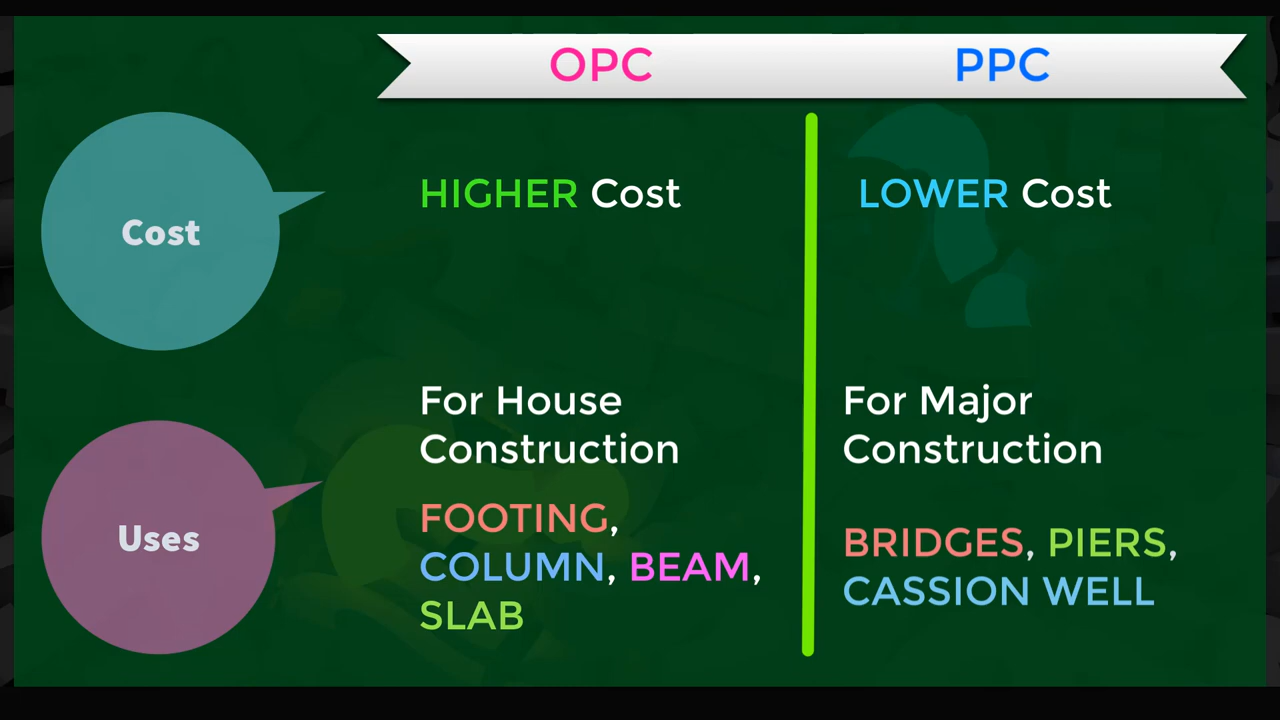 OPC PPC
Cost
HIGHER Cost
LOWER Cost
Uses
For House
Construction
FOOTING,
COLUMN, BEAM,
SLAB
For Major
Construction
BRIDGES, PIERS,
CASSION WELL